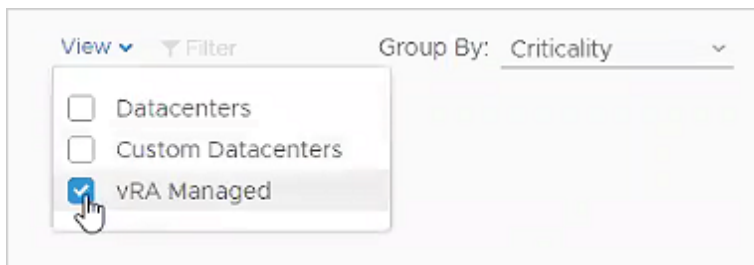 View Filter Group By: Criticality
Datacenters
Custom Datacenters
vRA Managed